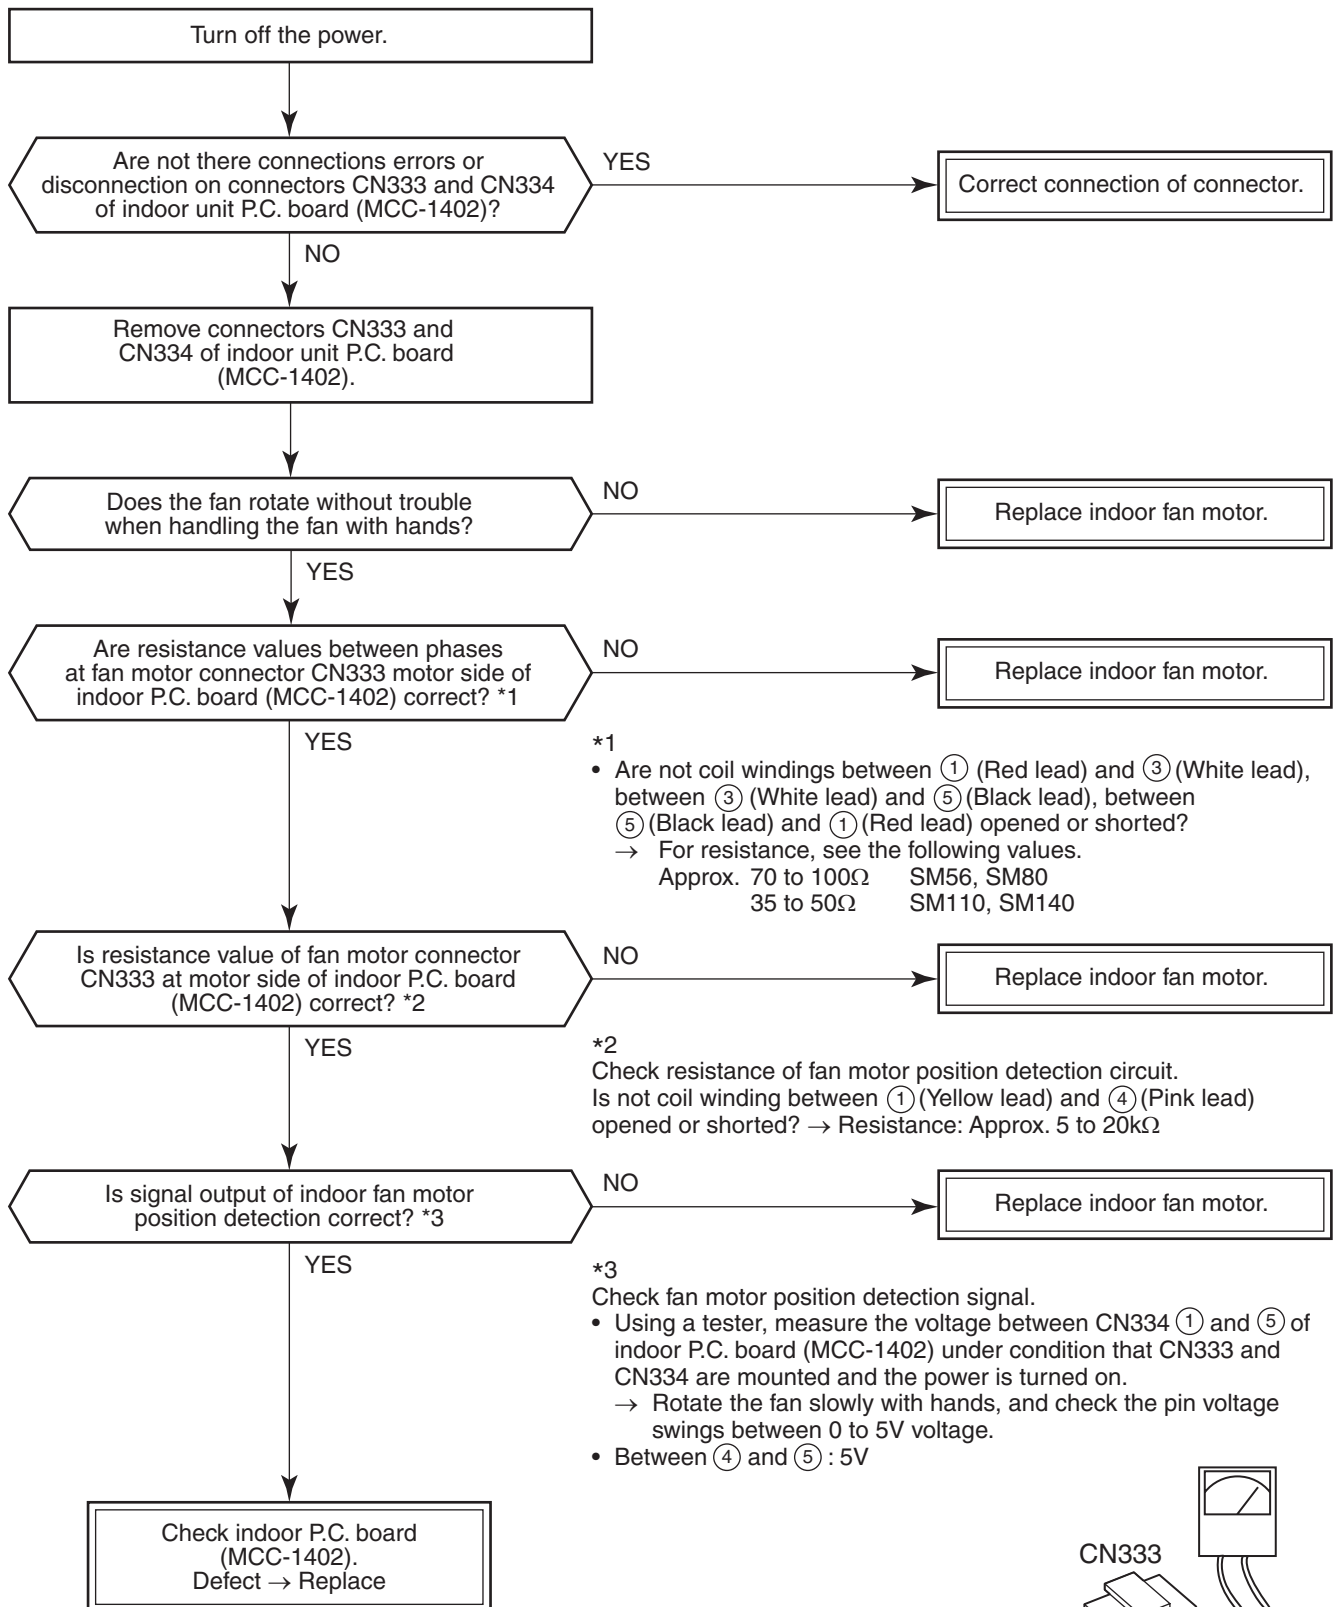 Turn off the power.
Are not there connections errors or
disconnection on connectors CN333 and CN334
of indoor unit P.C. board (MCC-1402)?
YES
Correct connection of connector.
NO
Remove connectors CN333 and
CN334 of indoor unit P.C. board
(MCC-1402).
Does the fan rotate without trouble
when handling the fan with hands?
NO
Replace indoor fan motor.
YES
Are resistance values between phases
at fan motor connector CN333 motor side of
indoor P.C. board (MCC-1402) correct? *1
NO
Replace indoor fan motor.
YES
*1
• Are not coil windings between ① (Red lead) and ③ (White lead),
between ③ (White lead) and ⑤ (Black lead), between
⑤ (Black lead) and ① (Red lead) opened or shorted?
→ For resistance, see the following values.
Approx. 70 to 100Ω SM56, SM80
35 to 50Ω SM110, SM140
Is resistance value of fan motor connector
CN333 at motor side of indoor P.C. board
(MCC-1402) correct? *2
NO
Replace indoor fan motor.
YES
*2
Check resistance of fan motor position detection circuit.
Is not coil winding between ① (Yellow lead) and ④ (Pink lead)
opened or shorted? → Resistance: Approx. 5 to 20kΩ
Is signal output of indoor fan motor
position detection correct? *3
NO
Replace indoor fan motor.
YES
*3
Check fan motor position detection signal.
• Using a tester, measure the voltage between CN334 ① and ⑤ of
indoor P.C. board (MCC-1402) under condition that CN333 and
CN334 are mounted and the power is turned on.
→ Rotate the fan slowly with hands, and check the pin voltage
swings between 0 to 5V voltage.
• Between ④ and ⑤ : 5V
Check indoor P.C. board
(MCC-1402).
Defect → Replace
CN333